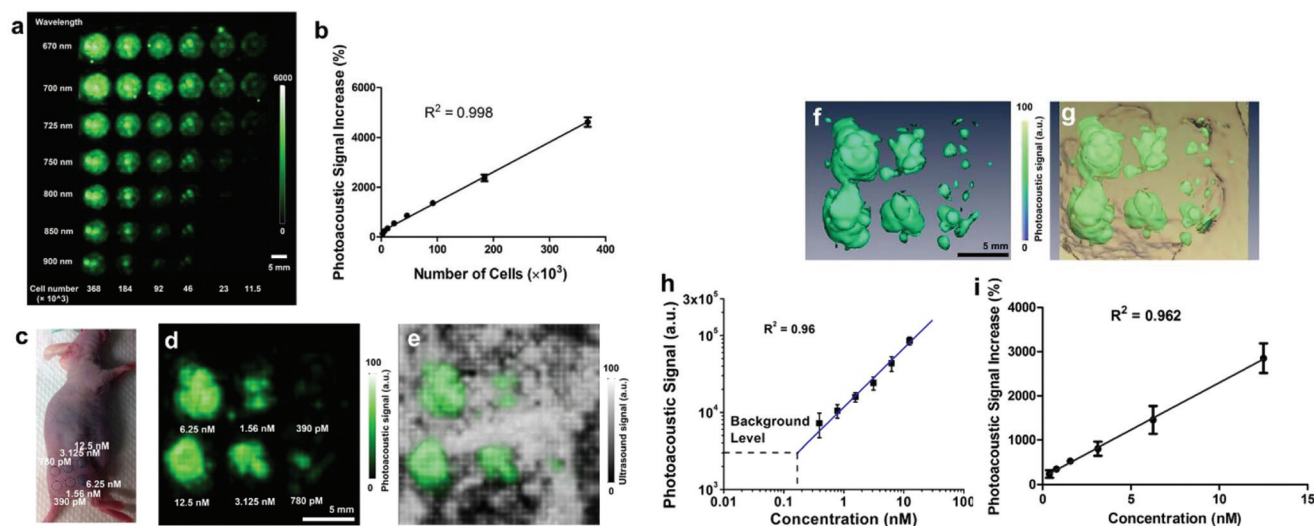 a
Wavelength
670 nm
700 nm
725 nm
750 nm
800 nm
850 nm
900 nm
Cell number
(× 10^3)
368 184 92 46 23 11.5
6000
0
5 mm
b
Photoacoustic Signal Increase (%)
6000
4000
2000
0
R² = 0.998
0 100 200 300 400
Number of Cells (×10³)
c
12.5 nM
3.125 nM
780 pM
6.25 nM
1.56 nM
390 pM
d
6.25 nM 1.56 nM 390 pM
12.5 nM 3.125 nM 780 pM
5 mm
100
Photoacoustic signal (a.u.)
0
e
100
Ultrasound signal (a.u.)
0
f
5 mm
100
Photoacoustic signal (a.u.)
0
g
h
Photoacoustic Signal (a.u.)
3x10⁵
10⁵
10⁴
10³
R² = 0.96
Background
Level
0.01 0.1 1 10 100
Concentration (nM)
i
Photoacoustic Signal Increase (%)
4000
3000
2000
1000
0
R² = 0.962
0 5 10 15
Concentration (nM)